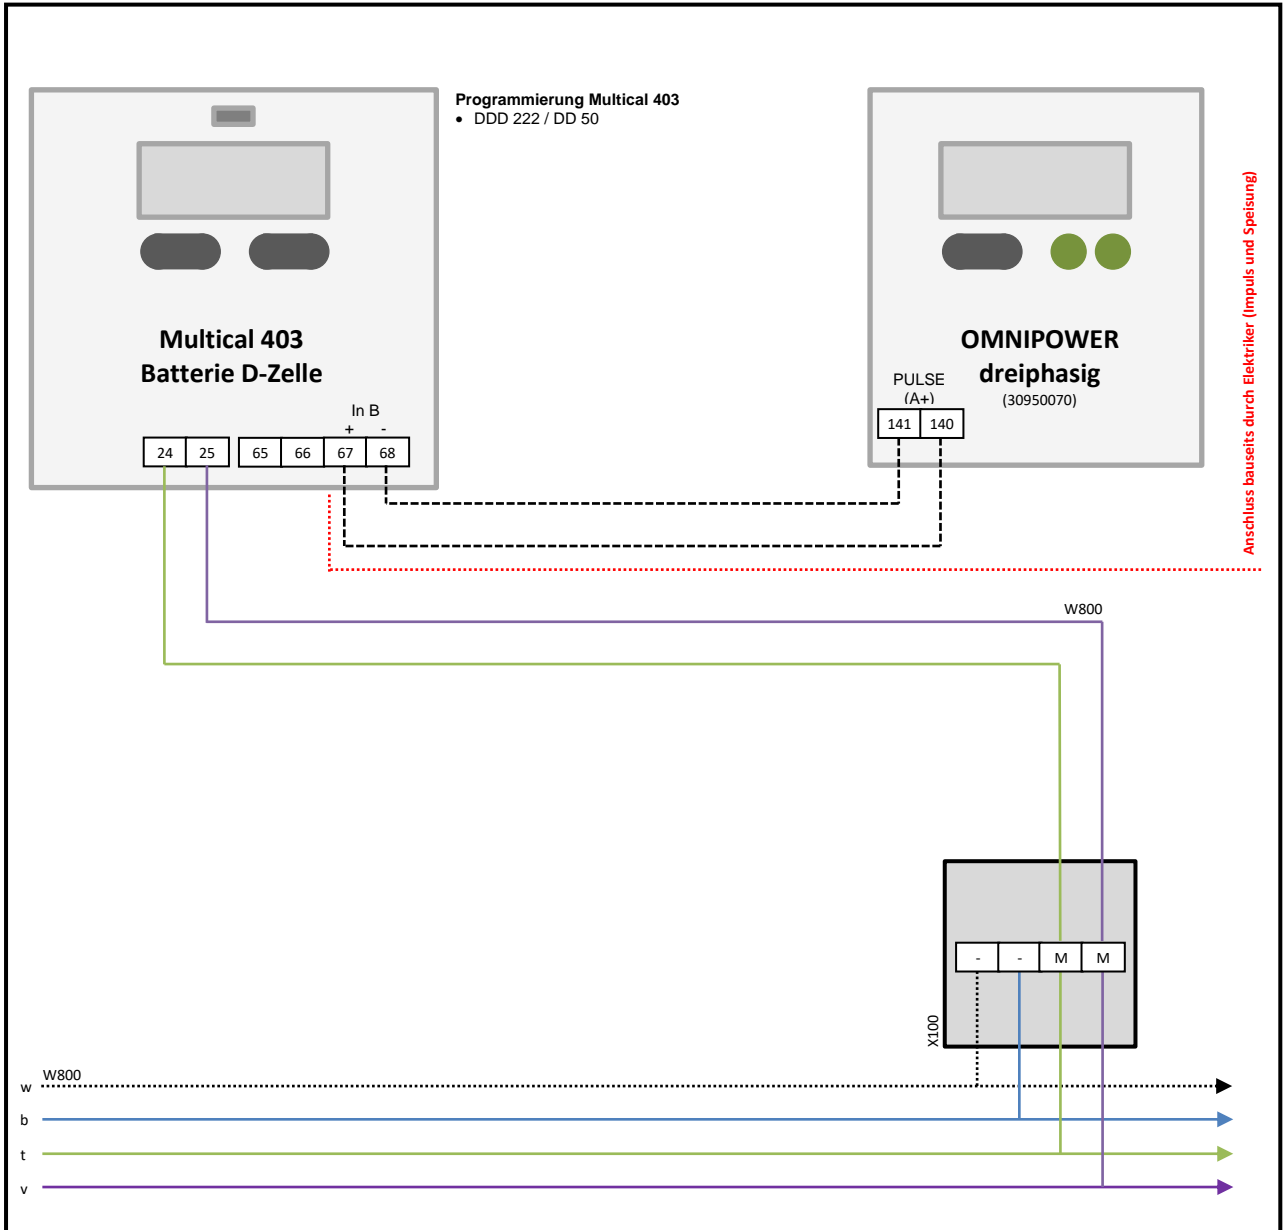 Programmierung Multical 403
• DDD 222 / DD 50
Multical 403
Batterie D-Zelle
In B
+ -
24 25 65 66 67 68
OMNIPOWER
dreiphasig
(30950070)
PULSE
(A+)
141 140
Anschluss bauseits durch Elektriker (Impuls und Speisung)
W800
- - M M
X100
W800
w
b
t
v